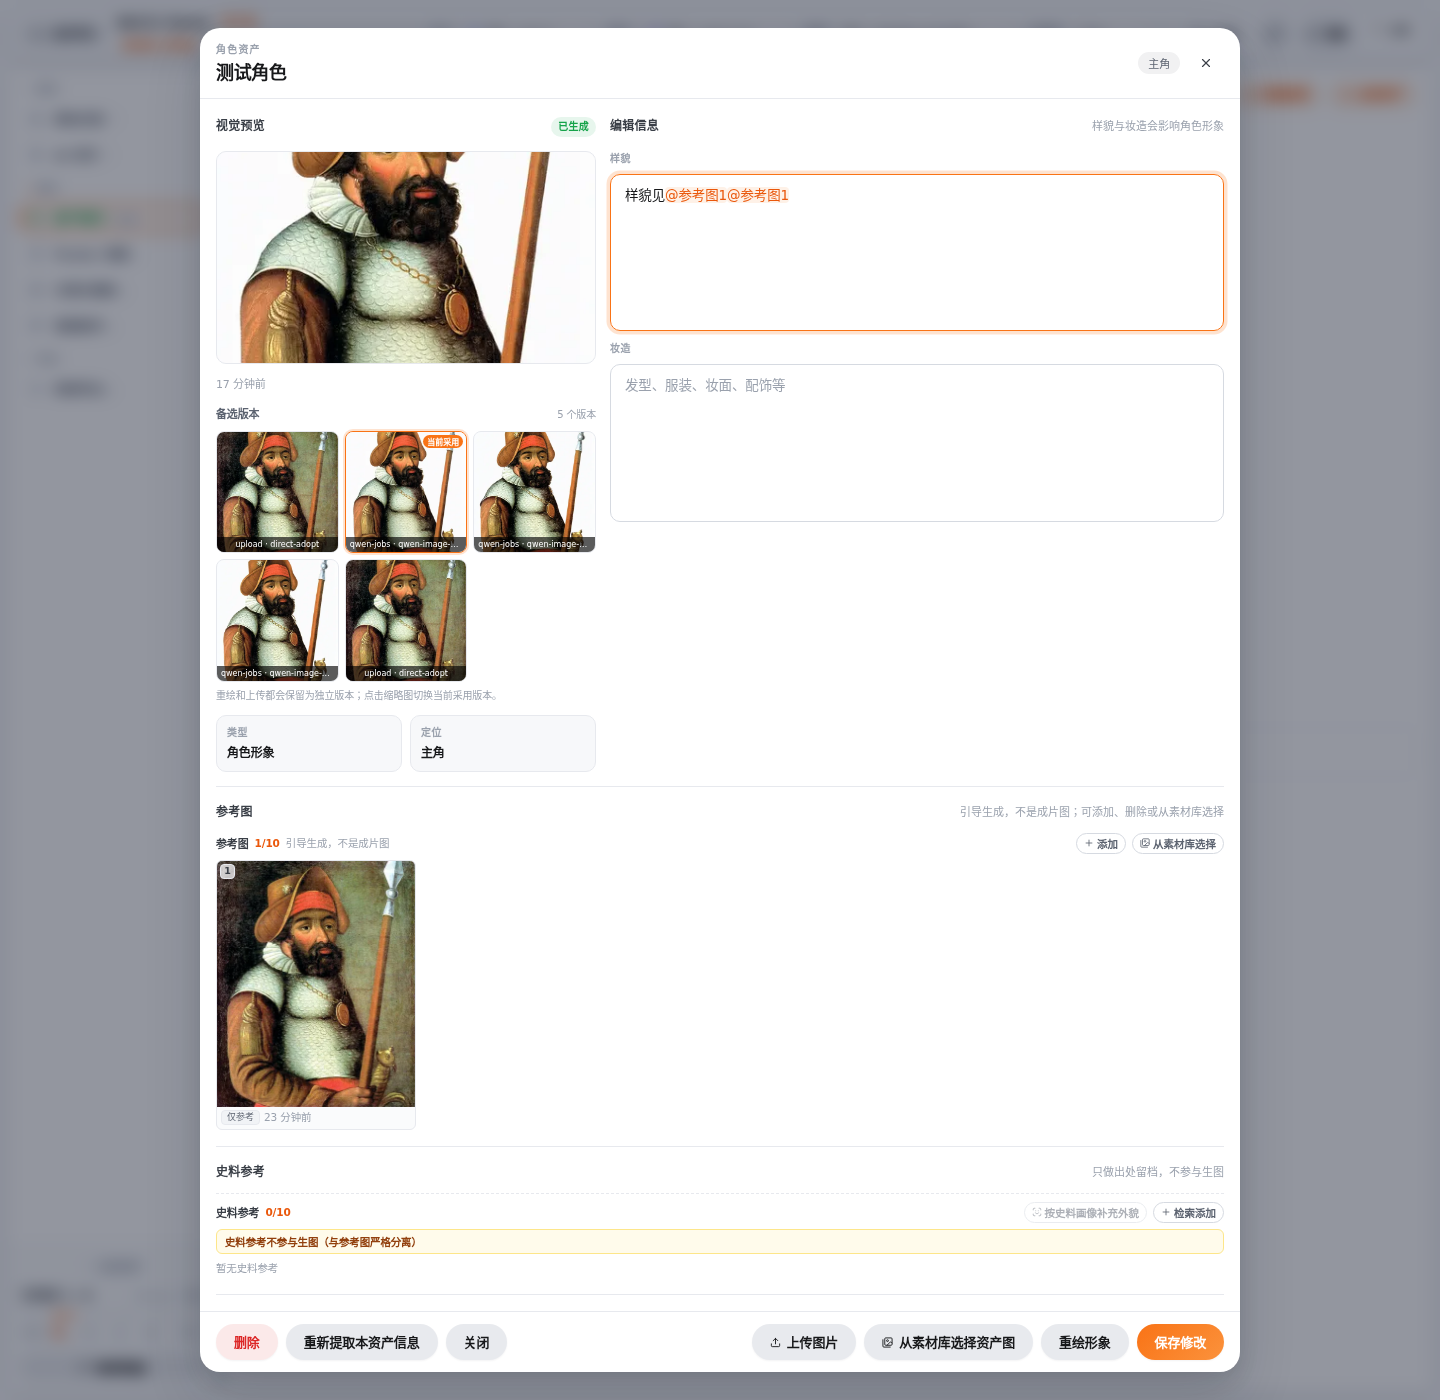 角色资产
测试角色
主角
视觉预览
已生成
17 分钟前
备选版本
5 个版本
upload · direct-adopt
当前采用
qwen-jobs · qwen-image-...
qwen-jobs · qwen-image-...
qwen-jobs · qwen-image-...
upload · direct-adopt
重绘和上传都会保留为独立版本；点击缩略图切换当前采用版本。
类型
角色形象
定位
主角
编辑信息
样貌与妆造会影响角色形象
样貌
样貌见@参考图1@参考图1
妆造
发型、服装、妆面、配饰等
参考图
引导生成，不是成片图；可添加、删除或从素材库选择
参考图 1/10 引导生成，不是成片图
添加
从素材库选择
1
仅参考 23 分钟前
史料参考
只做出处留档，不参与生图
史料参考 0/10
按史料画像补充外貌
检索添加
史料参考不参与生图（与参考图严格分离）
暂无史料参考
删除
重新提取本资产信息
关闭
上传图片
从素材库选择资产图
重绘形象
保存修改